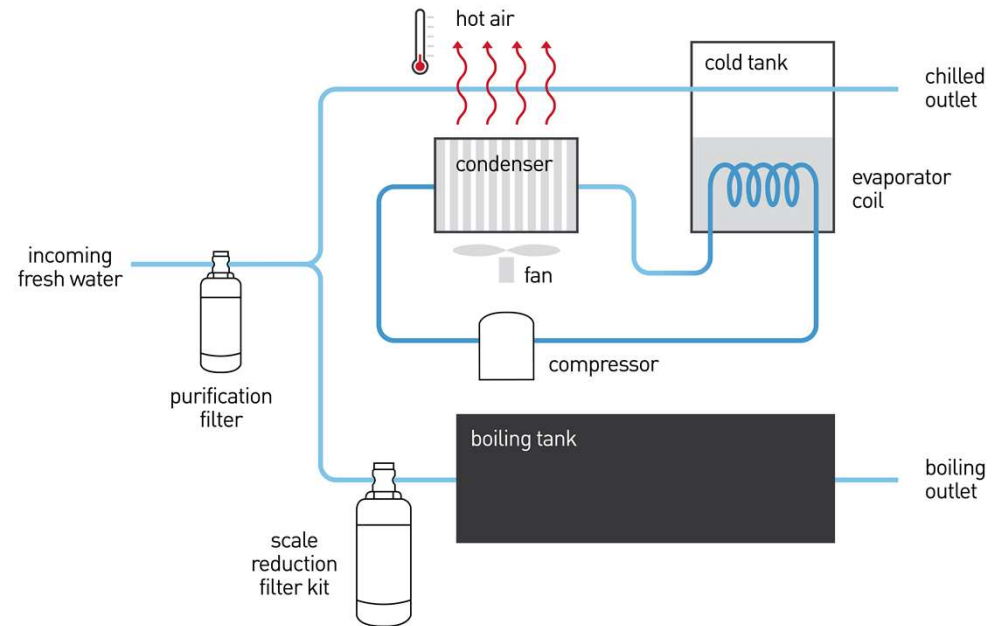 hot air
cold tank
chilled
outlet
condenser
evaporator
coil
incoming
fresh water
fan
compressor
purification
filter
boiling tank
boiling
outlet
scale
reduction
filter kit